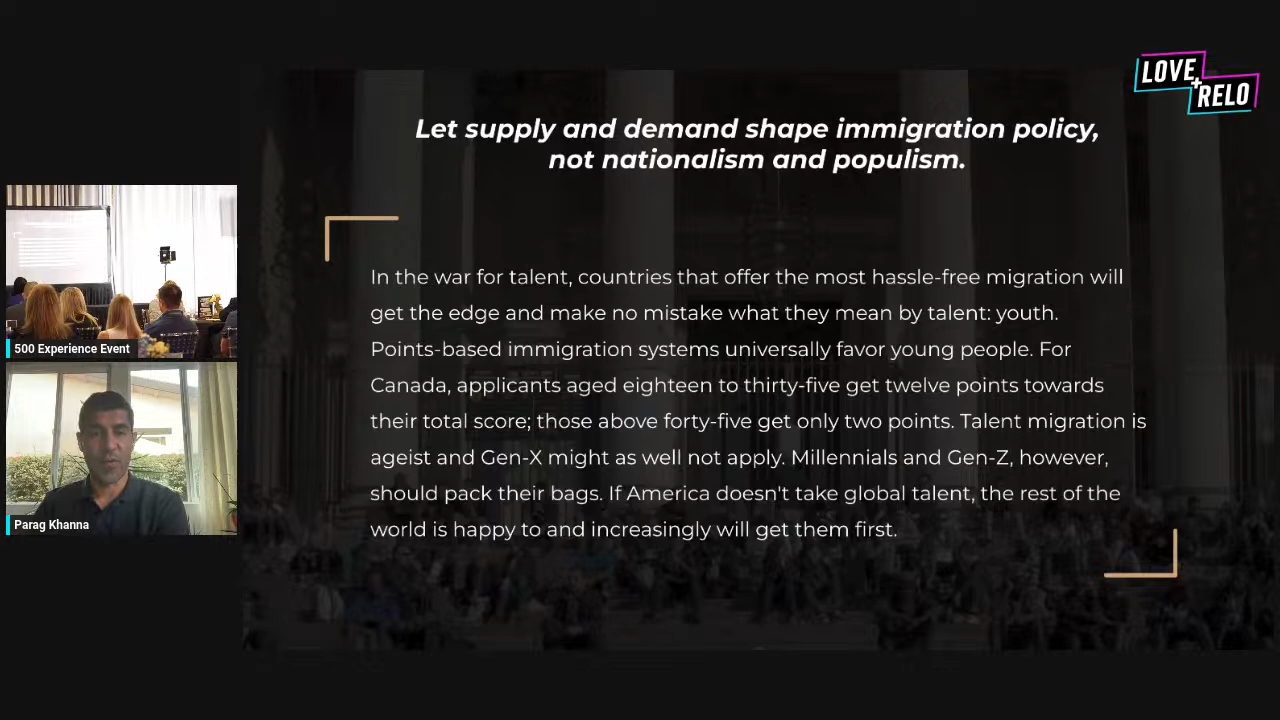 LOVE
+
RELO
Let supply and demand shape immigration policy,
not nationalism and populism.
In the war for talent, countries that offer the most hassle-free migration will
get the edge and make no mistake what they mean by talent: youth.
Points-based immigration systems universally favor young people. For
Canada, applicants aged eighteen to thirty-five get twelve points towards
their total score; those above forty-five get only two points. Talent migration is
ageist and Gen-X might as well not apply. Millennials and Gen-Z, however,
should pack their bags. If America doesn't take global talent, the rest of the
world is happy to and increasingly will get them first.
500 Experience Event
Parag Khanna